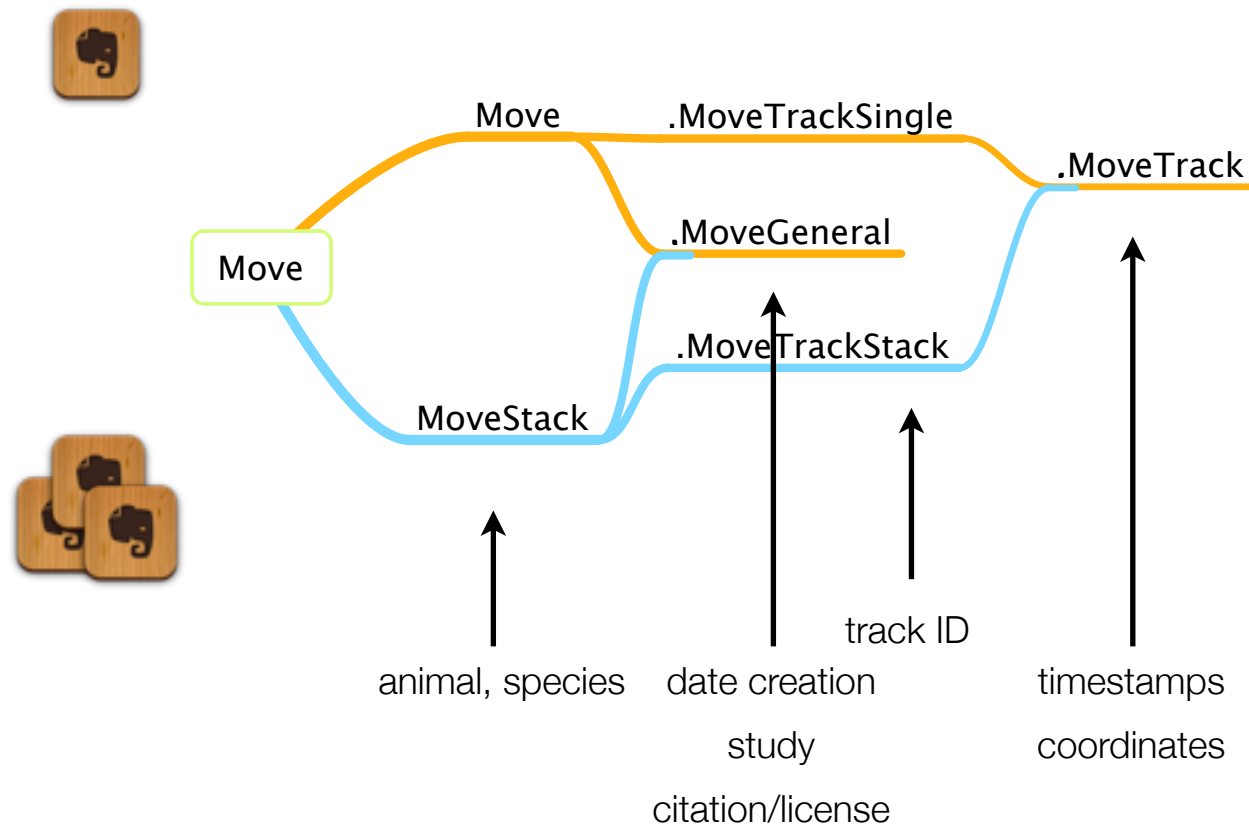 Move
.MoveTrackSingle
.MoveTrack
.MoveGeneral
Move
.MoveTrackStack
MoveStack
track ID
animal, species
date creation
study
citation/license
timestamps
coordinates